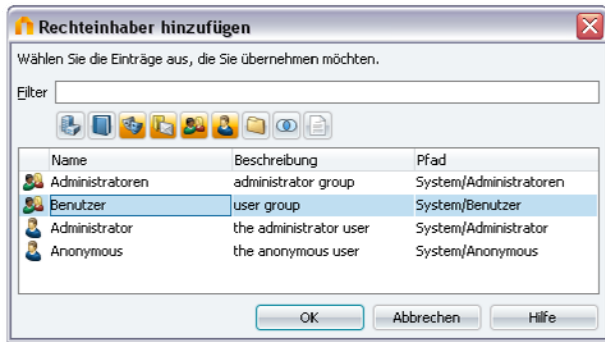 Rechteinhaber hinzufügen
Wählen Sie die Einträge aus, die Sie übernehmen möchten.
Filter
Name Beschreibung Pfad
Administratoren administrator group System/Administratoren
Benutzer user group System/Benutzer
Administrator the administrator user System/Administrator
Anonymous the anonymous user System/Anonymous
OK Abbrechen Hilfe